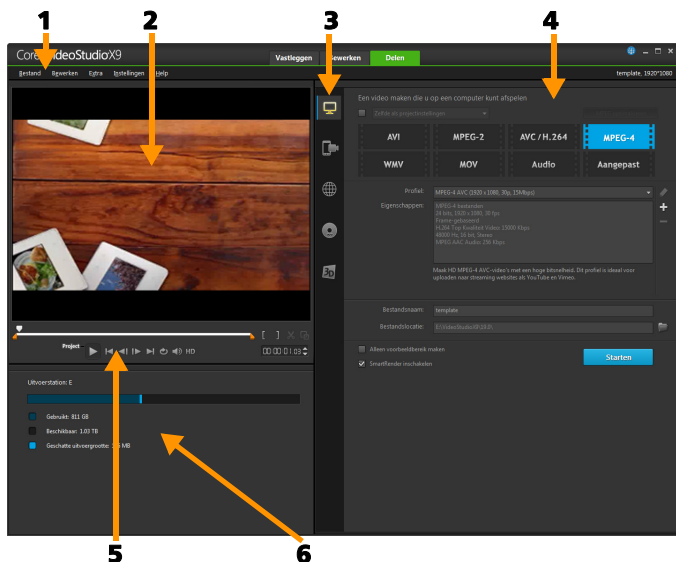 1 2 3 4
Corel VideoStudio X9
Vastleggen Bewerken Delen
Bestand Bewerken Extra Instellingen Help
template, 1920*1080
Een video maken die u op een computer kunt afspelen
Zelfde als projectinstellingen
AVI MPEG-2 AVC / H.264 MPEG-4
WMV MOV Audio Aangepast
Profiel: MPEG-4 AVC (1920 x 1080, 30p, 15Mbps)
Eigenschappen: MPEG-4 bestanden
24 bits, 1920 x 1080, 30 fps
Frame-gebaseerd
H.264 Top Kwaliteit Video: 15000 Kbps
48000 Hz, 16 bit, Stereo
MPEG AAC Audio: 256 Kbps
Maak HD MPEG-4 AVC-video's met een hoge bitsnelheid. Dit profiel is ideaal voor
uploaden naar streaming websites als YouTube en Vimeo.
3D
Bestandsnaam: template
Bestandslocatie:
Project
HD
00:00:01.03
Alleen voorbeeldbereik maken
SmartRender inschakelen
Starten
Uitvoerstation: E
Gebruikt: 811 GB
Beschikbaar: 1.03 TB
Geschatte uitvoergrootte: MB
5 6